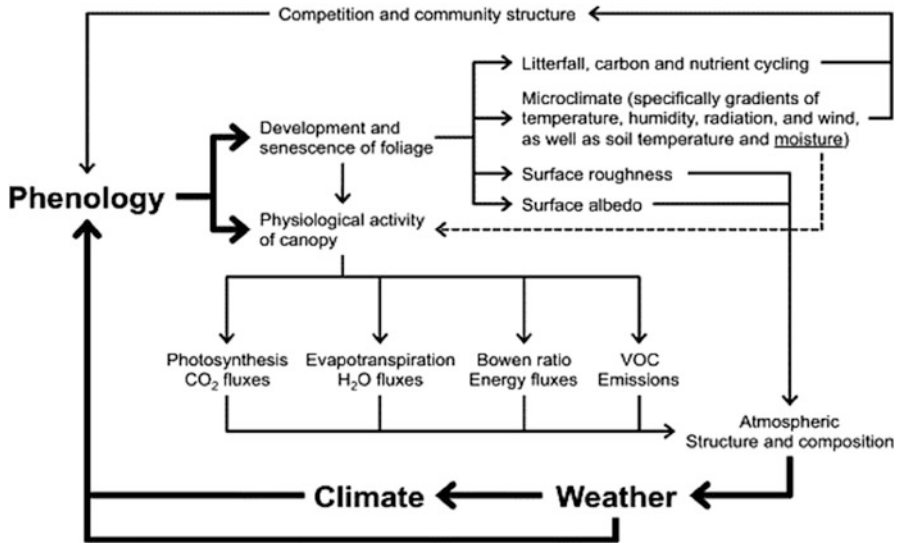 Competition and community structure
Litterfall, carbon and nutrient cycling
Microclimate (specifically gradients of
temperature, humidity, radiation, and wind,
as well as soil temperature and moisture)
Development and
senescence of foliage
Surface roughness
Phenology
Surface albedo
Physiological activity
of canopy
Photosynthesis
CO₂ fluxes
Evapotranspiration
H₂O fluxes
Bowen ratio
Energy fluxes
VOC
Emissions
Atmospheric
Structure and composition
Climate
Weather